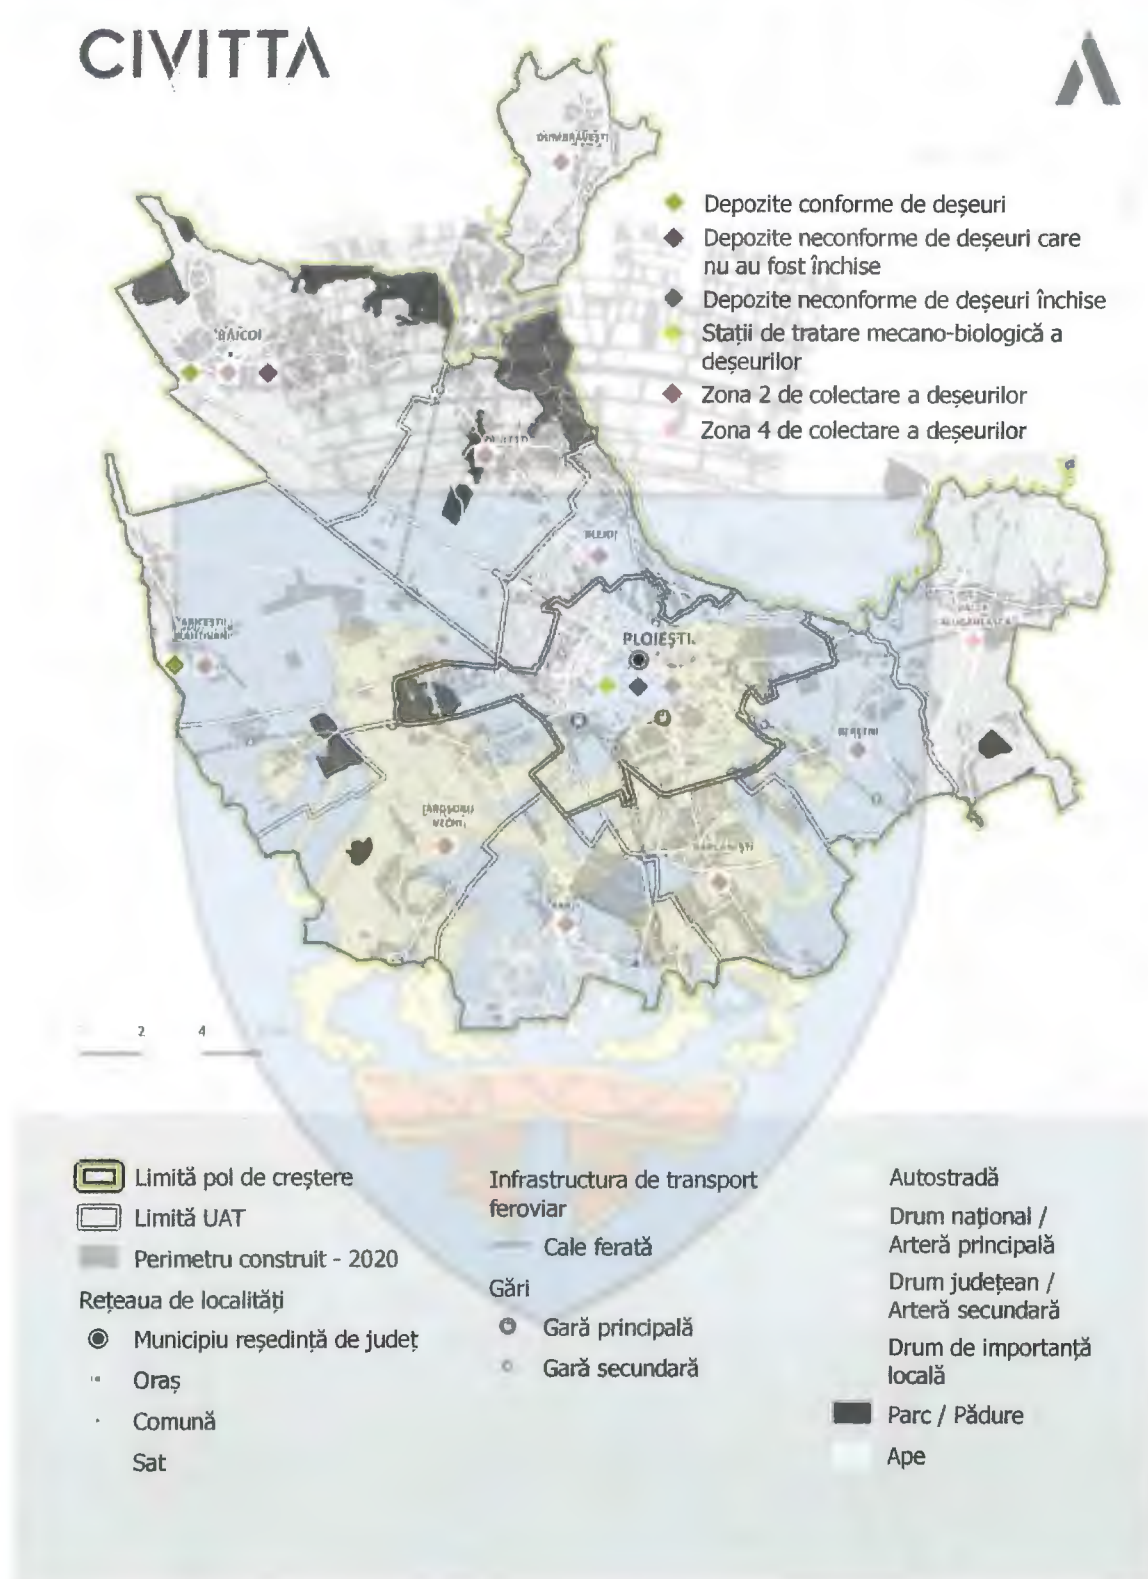 CIVITTA
Depozite conforme de deșeuri
Depozite neconforme de deșeuri care
nu au fost închise
Depozite neconforme de deșeuri închise
Stații de tratare mecano-biologică a
deșeurilor
Zona 2 de colectare a deșeurilor
Zona 4 de colectare a deșeurilor
BĂICOI
PLOIEȘTI
2 4
Limită pol de creștere
Limită UAT
Perimetru construit - 2020
Rețeaua de localități
Municipiu reședință de județ
Oraș
Comună
Sat
Infrastructura de transport
feroviar
Cale ferată
Gări
Gară principală
Gară secundară
Autostradă
Drum național /
Arteră principală
Drum județean /
Arteră secundară
Drum de importanță
locală
Parc / Pădure
Ape